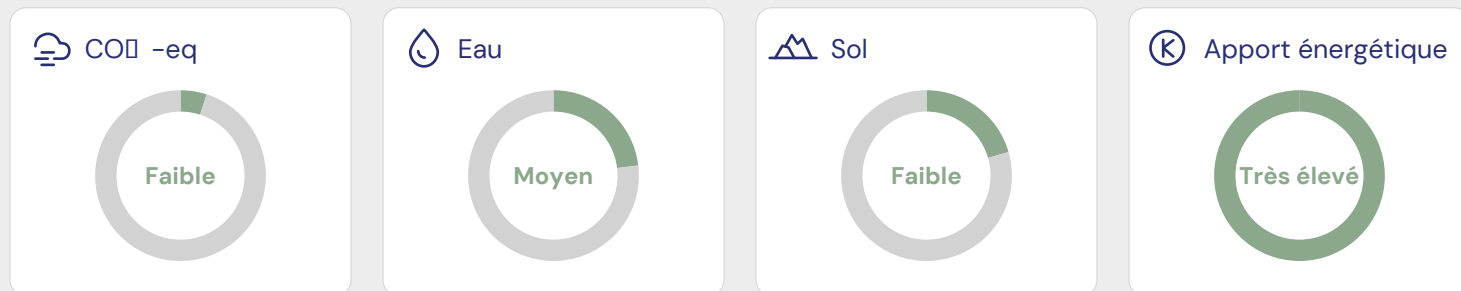 CO▯ -eq
Faible
Eau
Moyen
Sol
Faible
Apport énergétique
Très élevé